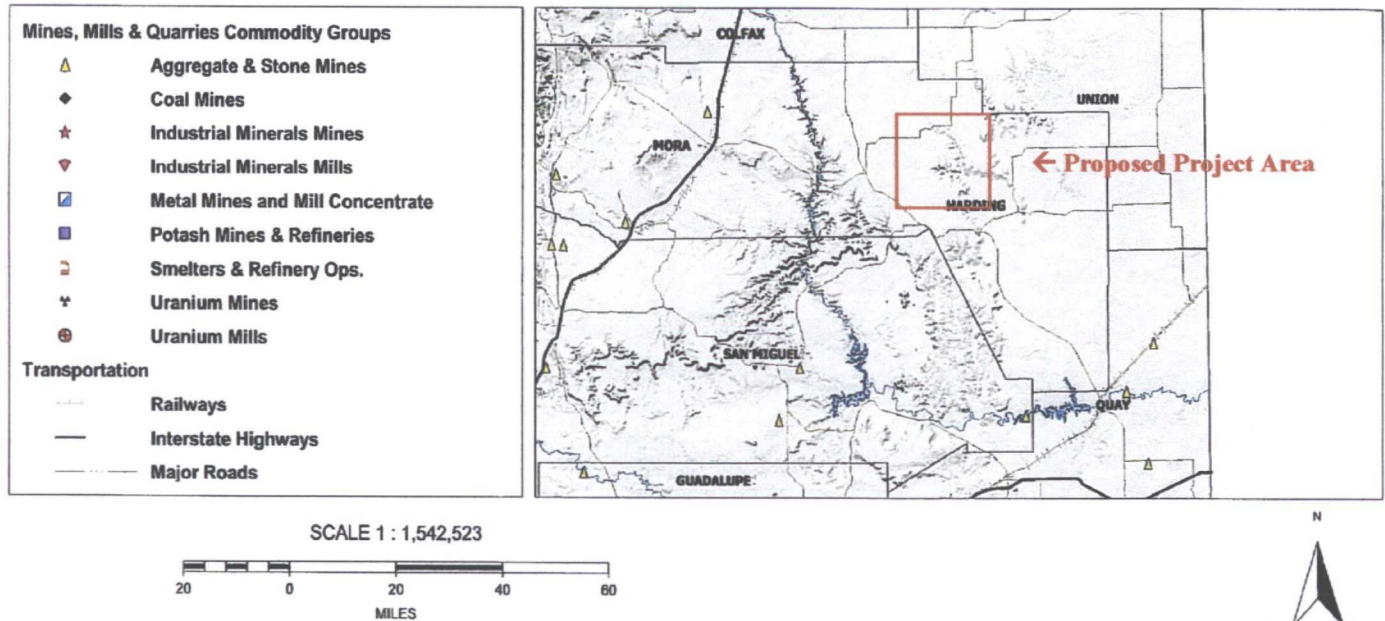 Mines, Mills & Quarries Commodity Groups
Aggregate & Stone Mines
Coal Mines
Industrial Minerals Mines
Industrial Minerals Mills
Metal Mines and Mill Concentrate
Potash Mines & Refineries
Smelters & Refinery Ops.
Uranium Mines
Uranium Mills
Transportation
Railways
Interstate Highways
Major Roads
COLFAX
UNION
MORA
← Proposed Project Area
HARDING
SAN MIGUEL
QUAY
GUADALUPE
SCALE 1 : 1,542,523
20 0 20 40 60
MILES
N